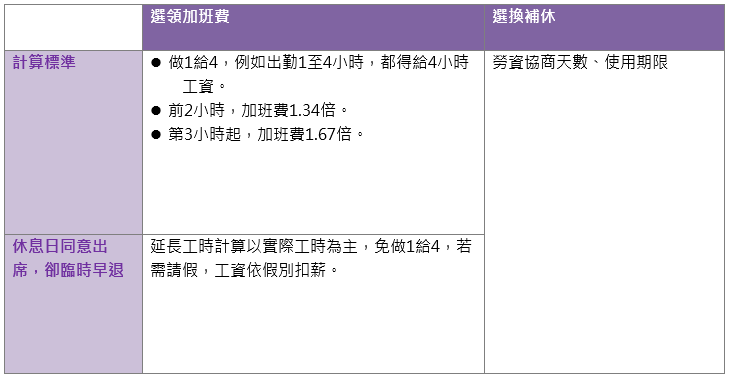 選領加班費
選換補休
計算標準
● 做1給4，例如出勤1至4小時，都得給4小時
工資。
● 前2小時，加班費1.34倍。
● 第3小時起，加班費1.67倍。
勞資協商天數、使用期限
休息日同意出
席，卻臨時早退
延長工時計算以實際工時為主，免做1給4，若
需請假，工資依假別扣薪。